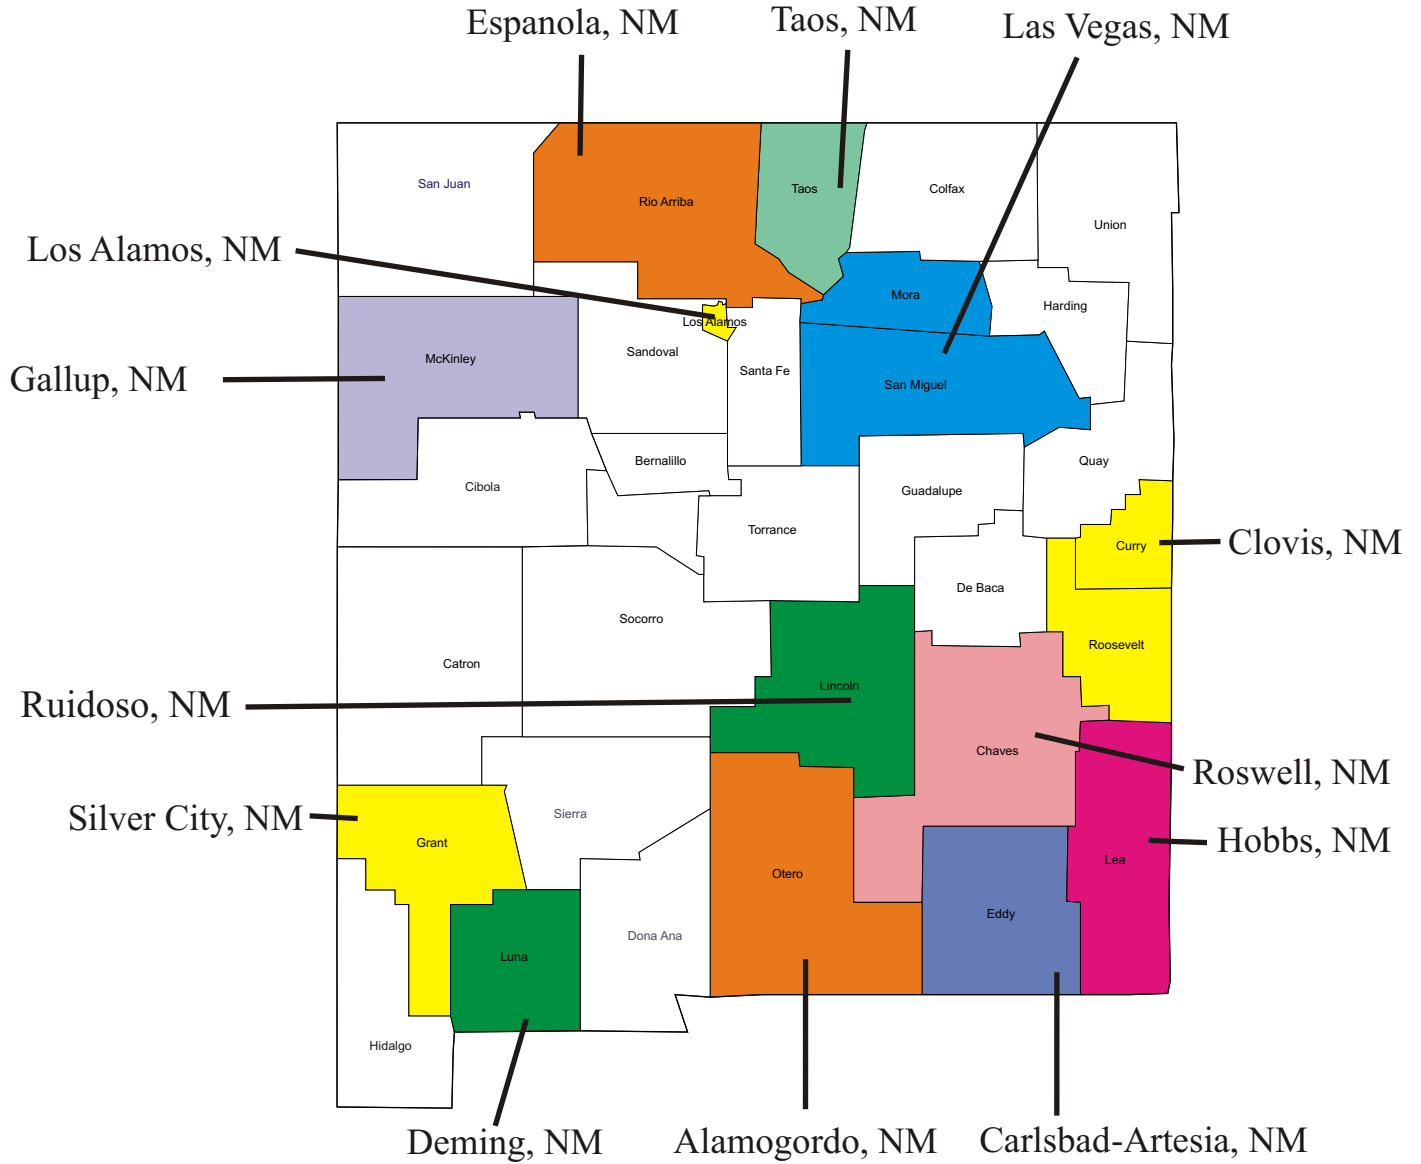 Espanola, NM
Taos, NM
Las Vegas, NM
San Juan
Rio Arriba
Taos
Colfax
Union
Los Alamos, NM
Mora
Harding
Los Alamos
Sandoval
McKinley
Santa Fe
Gallup, NM
San Miguel
Bernalillo
Quay
Cibola
Guadalupe
Torrance
Curry
Clovis, NM
De Baca
Socorro
Roosevelt
Catron
Lincoln
Ruidoso, NM
Chaves
Roswell, NM
Silver City, NM
Sierra
Grant
Hobbs, NM
Lea
Otero
Eddy
Dona Ana
Luna
Hidalgo
Deming, NM
Alamogordo, NM
Carlsbad-Artesia, NM